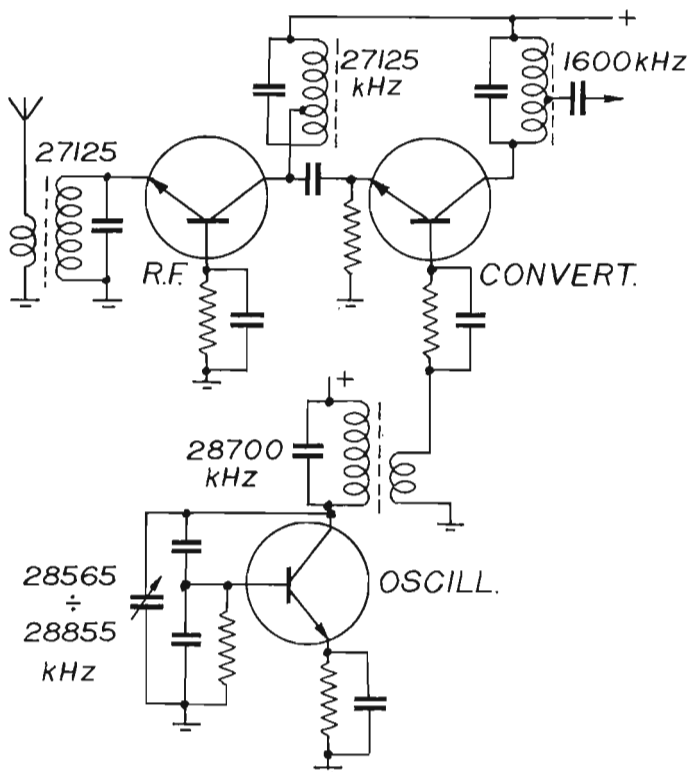 +
27125
kHz
1600kHz
27125
R.F.
CONVERT.
+
28700
kHz
28565
÷
28855
kHz
OSCILL.